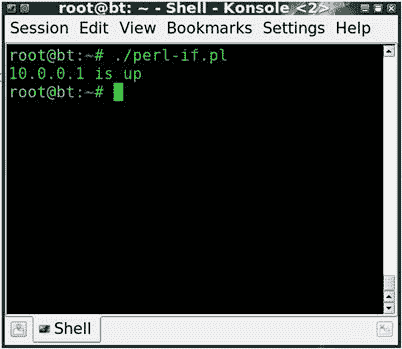 root@bt: ~ - Shell - Konsole <2>
Session Edit View Bookmarks Settings Help
root@bt:~# ./perl-if.pl
10.0.0.1 is up
root@bt:~#
Shell